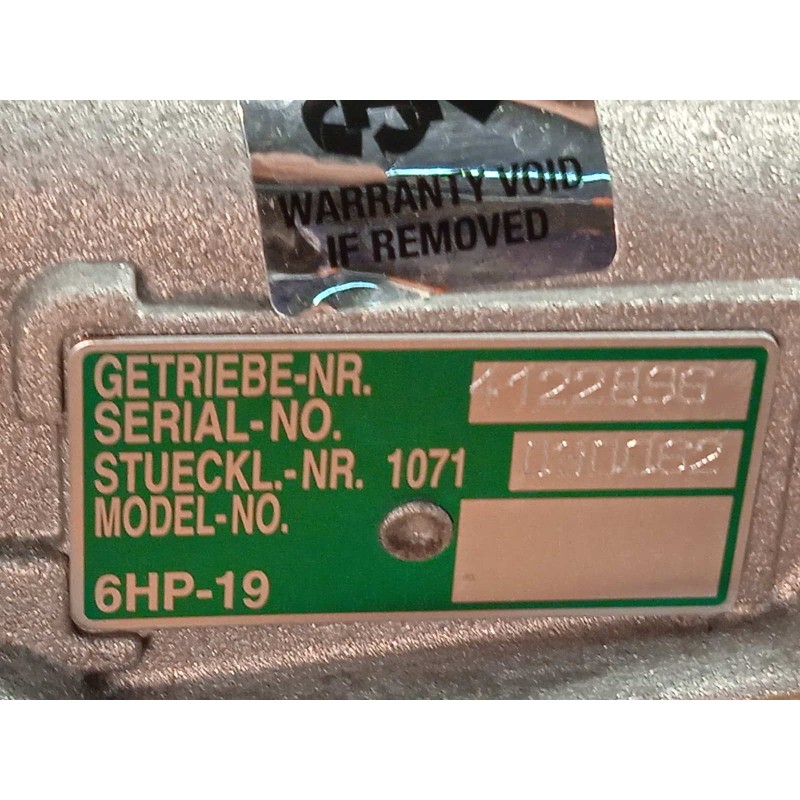 WARRANTY VOID
IF REMOVED
GETRIEBE-NR.
SERIAL-NO. 4122896
STUECKL.-NR. 1071
MODEL-NO.
6HP-19